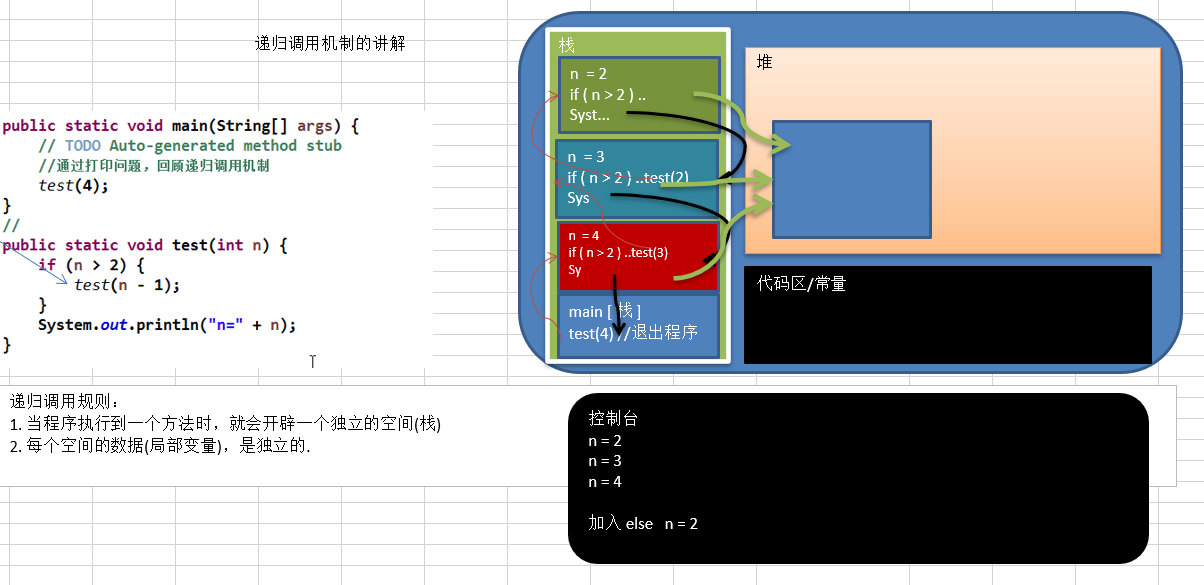 递归调用机制的讲解
public static void main(String[] args) {
// TODO Auto-generated method stub
//通过打印问题，回顾递归调用机制
test(4);
}
//
public static void test(int n) {
if (n > 2) {
test(n - 1);
}
System.out.println("n=" + n);
}
递归调用规则：
1. 当程序执行到一个方法时，就会开辟一个独立的空间(栈)
2. 每个空间的数据(局部变量)，是独立的.
栈
n = 2
if ( n > 2 ) ..
Syst...
n = 3
if ( n > 2 ) ..test(2)
Sys
n = 4
if ( n > 2 ) ..test(3)
Sy
main [ 栈 ]
test(4) //退出程序
堆
代码区/常量
控制台
n = 2
n = 3
n = 4
加入 else n = 2